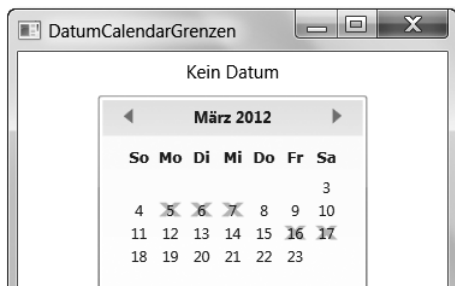 DatumCalendarGrenzen
Kein Datum
März 2012
So Mo Di Mi Do Fr Sa
3
4 5 6 7 8 9 10
11 12 13 14 15 16 17
18 19 20 21 22 23